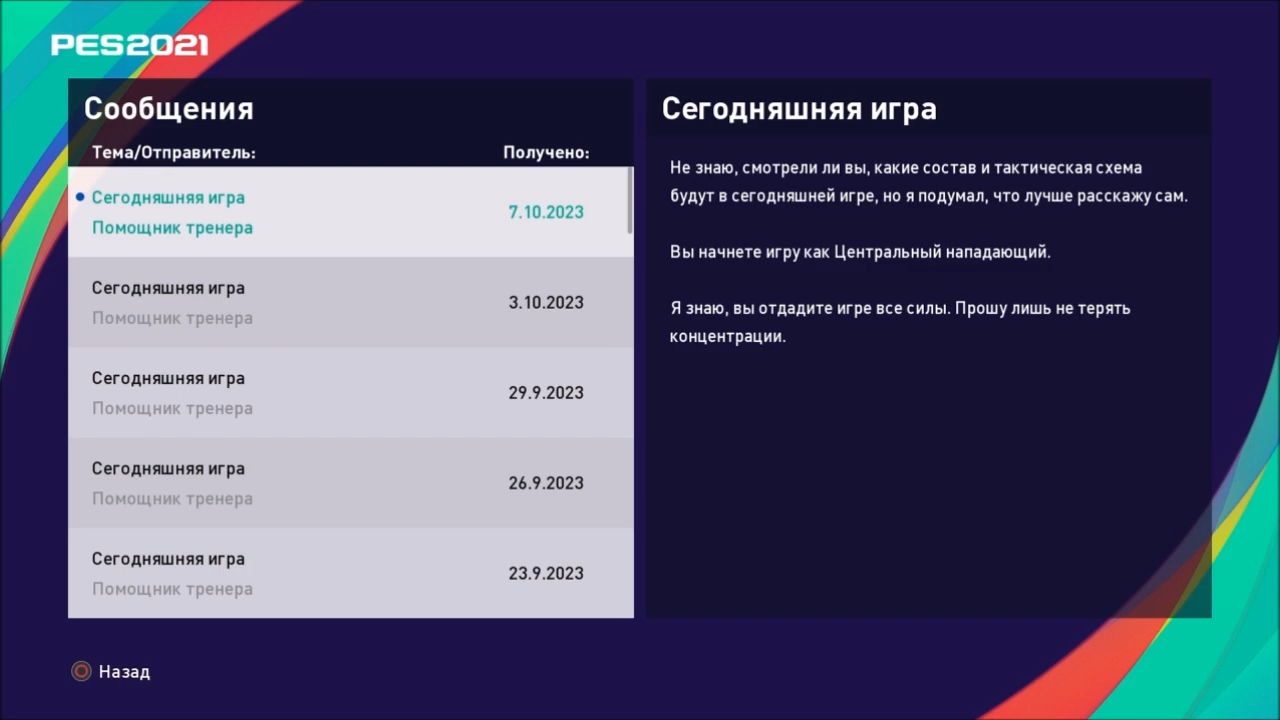 PES2021
Сообщения
Тема/Отправитель: Получено:
Сегодняшняя игра
Помощник тренера
7.10.2023
Сегодняшняя игра
Помощник тренера
3.10.2023
Сегодняшняя игра
Помощник тренера
29.9.2023
Сегодняшняя игра
Помощник тренера
26.9.2023
Сегодняшняя игра
Помощник тренера
23.9.2023
Сегодняшняя игра
Не знаю, смотрели ли вы, какие состав и тактическая схема
будут в сегодняшней игре, но я подумал, что лучше расскажу сам.
Вы начнете игру как Центральный нападающий.
Я знаю, вы отдадите игре все силы. Прошу лишь не терять
концентрации.
Назад